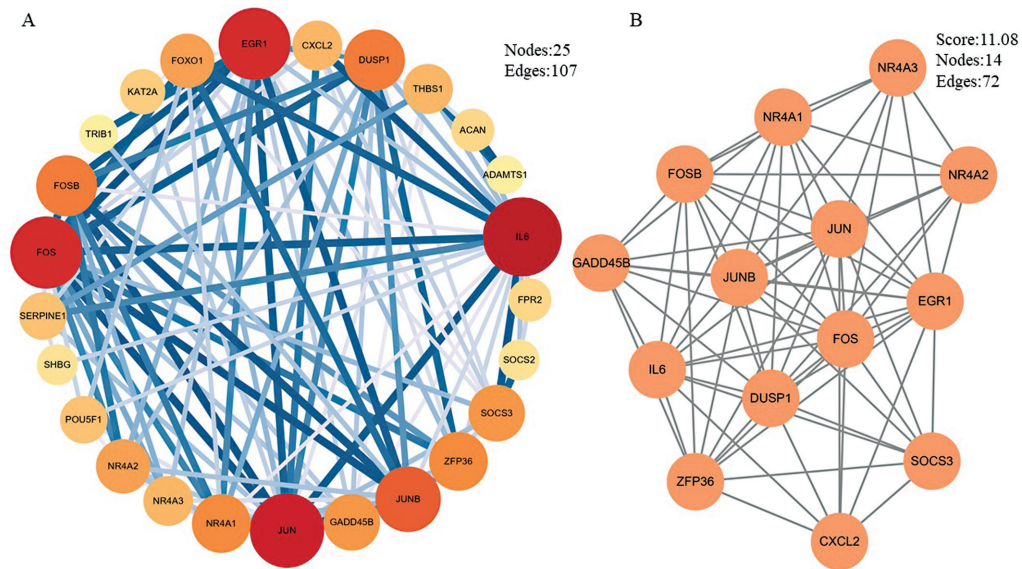 A
Nodes:25
Edges:107
EGR1
CXCL2
DUSP1
THBS1
ACAN
ADAMTS1
IL6
FPR2
SOCS2
SOCS3
ZFP36
JUNB
GADD45B
JUN
NR4A1
NR4A3
NR4A2
POU5F1
SHBG
SERPINE1
FOS
FOSB
TRIB1
KAT2A
FOXO1
B
Score:11.08
Nodes:14
Edges:72
NR4A3
NR4A1
FOSB
NR4A2
JUN
GADD45B
JUNB
EGR1
FOS
IL6
DUSP1
SOCS3
ZFP36
CXCL2